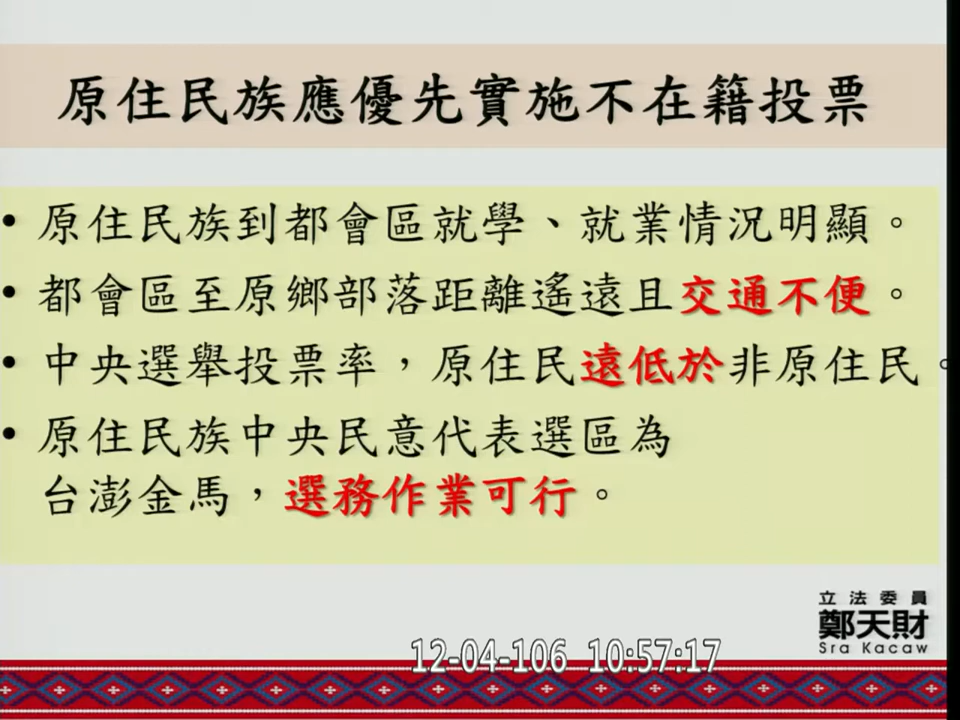 原住民族應優先實施不在籍投票
• 原住民族到都會區就學、就業情況明顯。
• 都會區至原鄉部落距離遙遠且交通不便。
• 中央選舉投票率，原住民遠低於非原住民。
• 原住民族中央民意代表選區為
台澎金馬，選務作業可行。
立法委員
鄭天財
Sra Kacaw
12-04-106 10:57:17